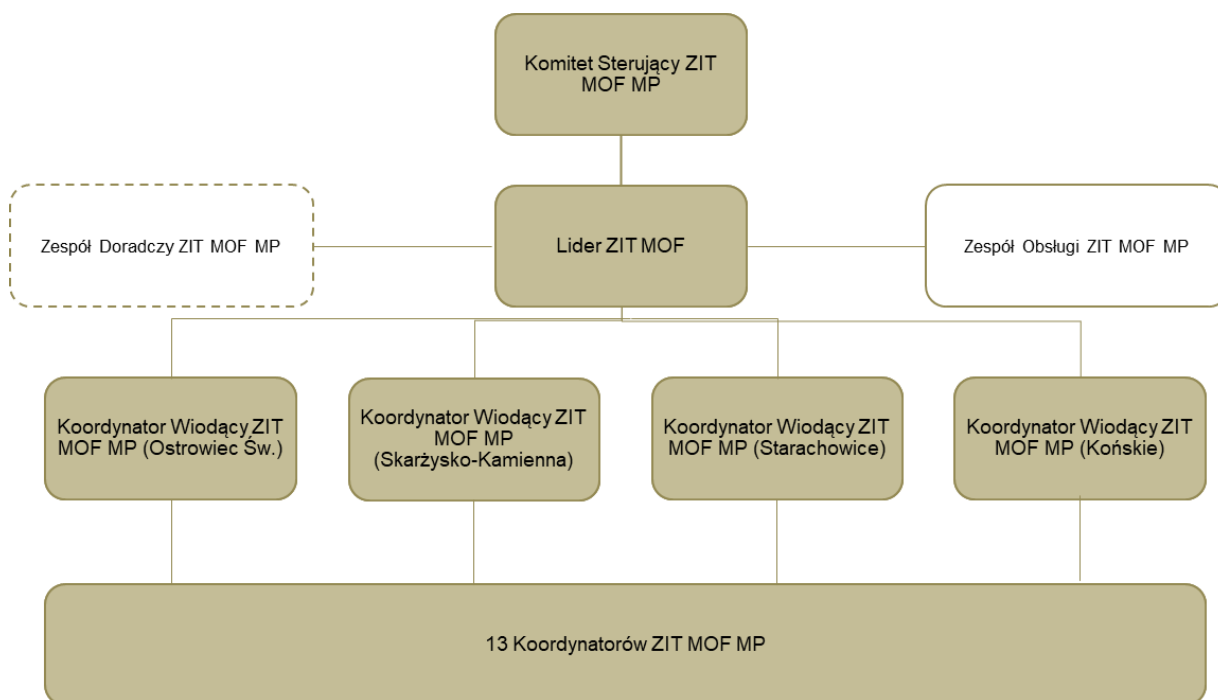 Komitet Sterujący ZIT
MOF MP
Zespół Doradczy ZIT MOF MP
Lider ZIT MOF
Zespół Obsługi ZIT MOF MP
Koordynator Wiodący ZIT
MOF MP (Ostrowiec Św.)
Koordynator Wiodący ZIT
MOF MP
(Skarżysko-Kamienna)
Koordynator Wiodący ZIT
MOF MP (Starachowice)
Koordynator Wiodący ZIT
MOF MP (Końskie)
13 Koordynatorów ZIT MOF MP